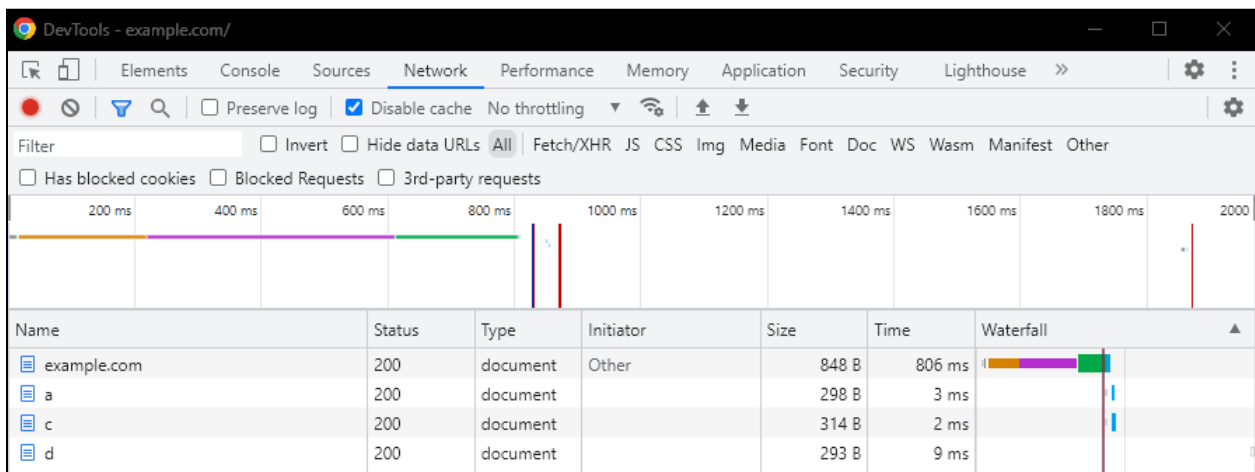 DevTools - example.com/
Elements Console Sources Network Performance Memory Application Security Lighthouse »
Preserve log Disable cache No throttling
Filter Invert Hide data URLs All Fetch/XHR JS CSS Img Media Font Doc WS Wasm Manifest Other
Has blocked cookies Blocked Requests 3rd-party requests
200 ms 400 ms 600 ms 800 ms 1000 ms 1200 ms 1400 ms 1600 ms 1800 ms 2000
Name Status Type Initiator Size Time Waterfall
example.com 200 document Other 848 B 806 ms
a 200 document 298 B 3 ms
c 200 document 314 B 2 ms
d 200 document 293 B 9 ms